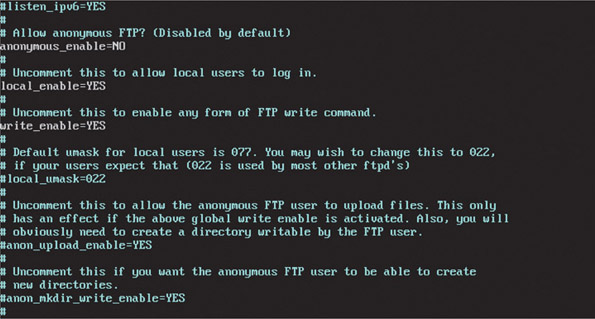 #listen_ipv6=YES
#
# Allow anonymous FTP? (Disabled by default)
anonymous_enable=NO
#
# Uncomment this to allow local users to log in.
local_enable=YES
#
# Uncomment this to enable any form of FTP write command.
write_enable=YES
#
# Default umask for local users is 077. You may wish to change this to 022,
# if your users expect that (022 is used by most other ftpd's)
#local_umask=022
#
# Uncomment this to allow the anonymous FTP user to upload files. This only
# has an effect if the above global write enable is activated. Also, you will
# obviously need to create a directory writable by the FTP user.
#anon_upload_enable=YES
#
# Uncomment this if you want the anonymous FTP user to be able to create
# new directories.
#anon_mkdir_write_enable=YES
#